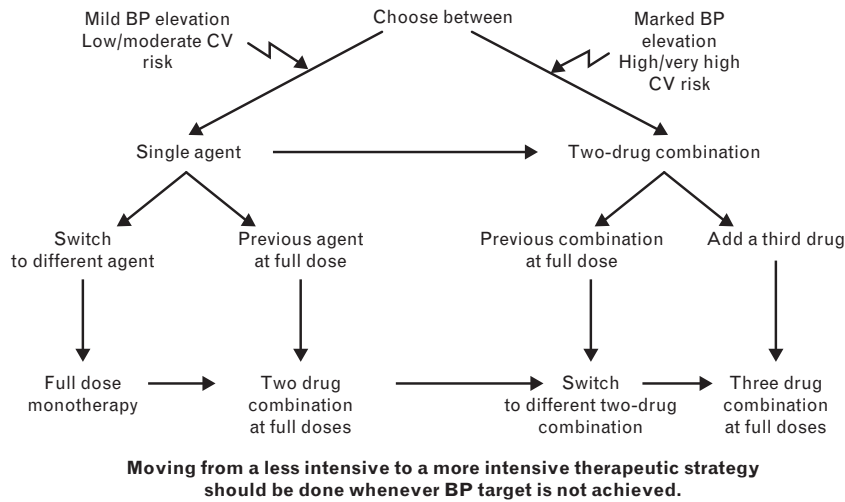 Mild BP elevation
Low/moderate CV
risk
Choose between
Marked BP
elevation
High/very high
CV risk
Single agent
Two-drug combination
Switch
to different agent
Previous agent
at full dose
Previous combination
at full dose
Add a third drug
Full dose
monotherapy
Two drug
combination
at full doses
Switch
to different two-drug
combination
Three drug
combination
at full doses
Moving from a less intensive to a more intensive therapeutic strategy
should be done whenever BP target is not achieved.